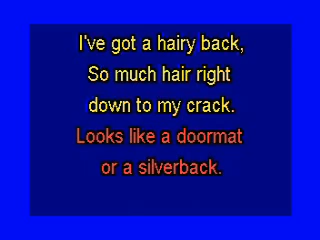 I've got a hairy back,
So much hair right
down to my crack.
Looks like a doormat
or a silverback.